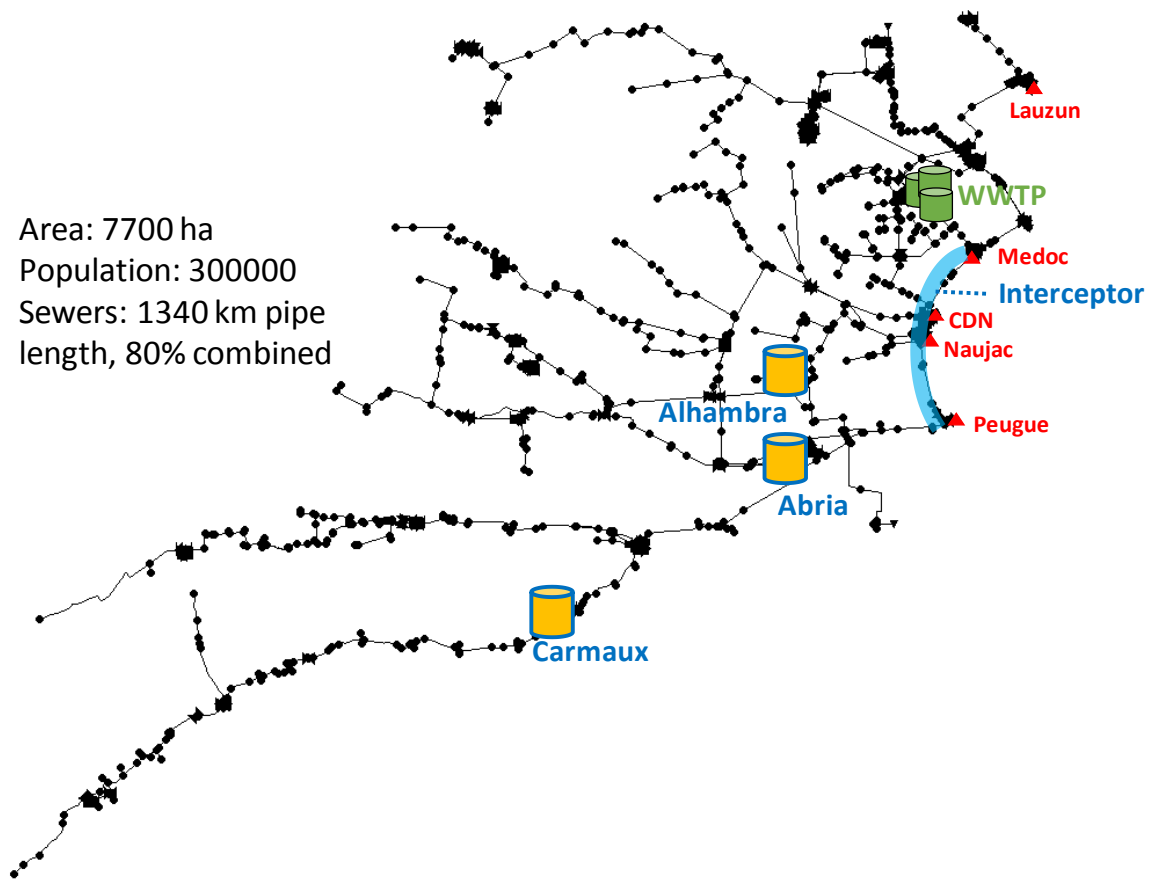 Lauzun
WWTP
Area: 7700 ha
Population: 300000
Sewers: 1340 km pipe
length, 80% combined
Medoc
Interceptor
CDN
Naujac
Alhambra
Peugue
Abria
Carmaux